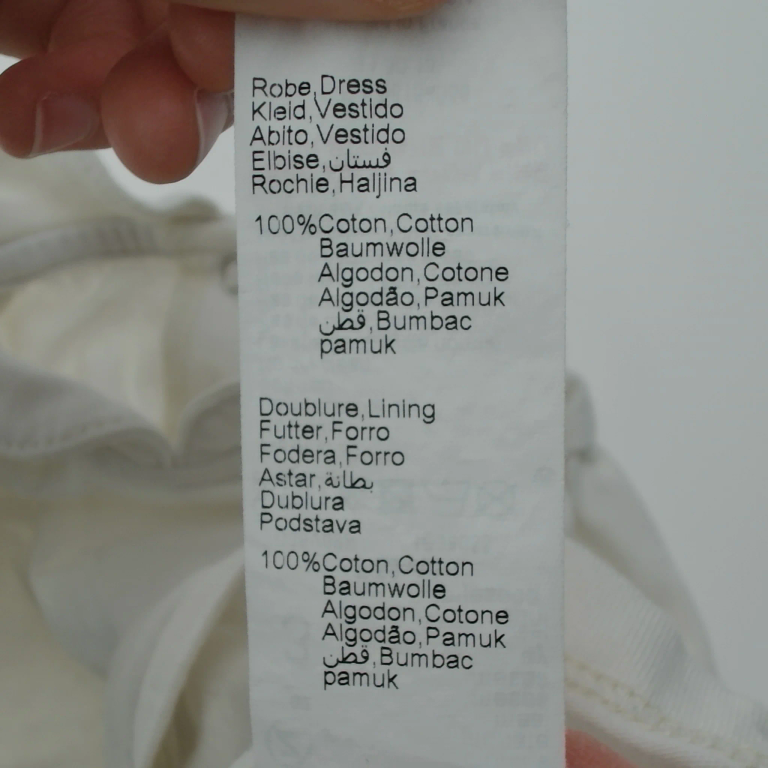 Robe,Dress
Kleid,Vestido
Abito,Vestido
Elbise,فستان
Rochie,Haljina
100%Coton,Cotton
Baumwolle
Algodon,Cotone
Algodão,Pamuk
قطن,Bumbac
pamuk
Doublure,Lining
Futter,Forro
Fodera,Forro
Astar,بطانة
Dublura
Podstava
100%Coton,Cotton
Baumwolle
Algodon,Cotone
Algodão,Pamuk
قطن,Bumbac
pamuk